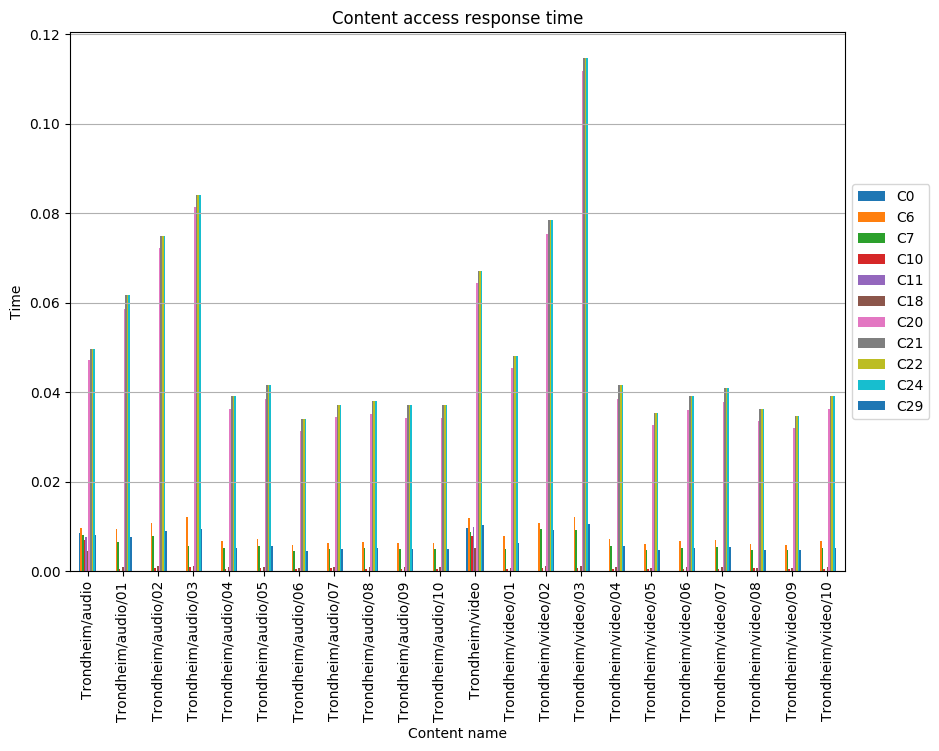 Content access response time
0.12
0.10
0.08
0.06
0.04
0.02
0.00
Time
Trondheim/audio
Trondheim/audio/01
Trondheim/audio/02
Trondheim/audio/03
Trondheim/audio/04
Trondheim/audio/05
Trondheim/audio/06
Trondheim/audio/07
Trondheim/audio/08
Trondheim/audio/09
Trondheim/audio/10
Trondheim/video
Trondheim/video/01
Trondheim/video/02
Trondheim/video/03
Trondheim/video/04
Trondheim/video/05
Trondheim/video/06
Trondheim/video/07
Trondheim/video/08
Trondheim/video/09
Trondheim/video/10
Content name
C0
C6
C7
C10
C11
C18
C20
C21
C22
C24
C29